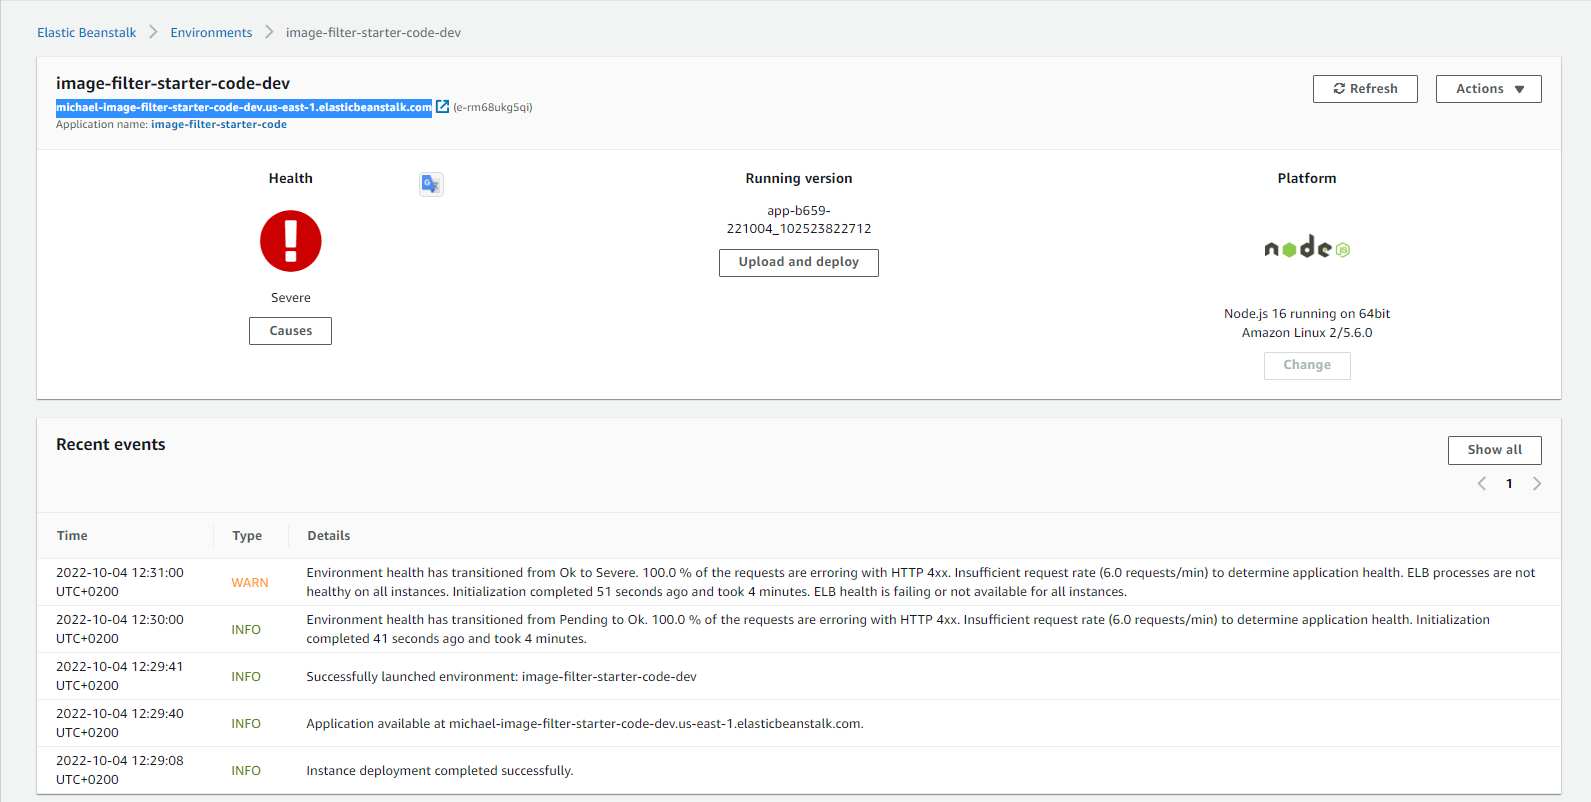 Elastic Beanstalk > Environments > image-filter-starter-code-dev
image-filter-starter-code-dev
michael-image-filter-starter-code-dev.us-east-1.elasticbeanstalk.com (e-rm68ukg5qi)
Application name: image-filter-starter-code
Refresh
Actions
Health
Severe
Causes
Running version
app-b659-
221004_102523822712
Upload and deploy
Platform
node JS
Node.js 16 running on 64bit
Amazon Linux 2/5.6.0
Change
Recent events
Show all
1
Time Type Details
2022-10-04 12:31:00
UTC+0200
WARN
Environment health has transitioned from Ok to Severe. 100.0 % of the requests are erroring with HTTP 4xx. Insufficient request rate (6.0 requests/min) to determine application health. ELB processes are not
healthy on all instances. Initialization completed 51 seconds ago and took 4 minutes. ELB health is failing or not available for all instances.
2022-10-04 12:30:00
UTC+0200
INFO
Environment health has transitioned from Pending to Ok. 100.0 % of the requests are erroring with HTTP 4xx. Insufficient request rate (6.0 requests/min) to determine application health. Initialization
completed 41 seconds ago and took 4 minutes.
2022-10-04 12:29:41
UTC+0200
INFO
Successfully launched environment: image-filter-starter-code-dev
2022-10-04 12:29:40
UTC+0200
INFO
Application available at michael-image-filter-starter-code-dev.us-east-1.elasticbeanstalk.com.
2022-10-04 12:29:08
UTC+0200
INFO
Instance deployment completed successfully.